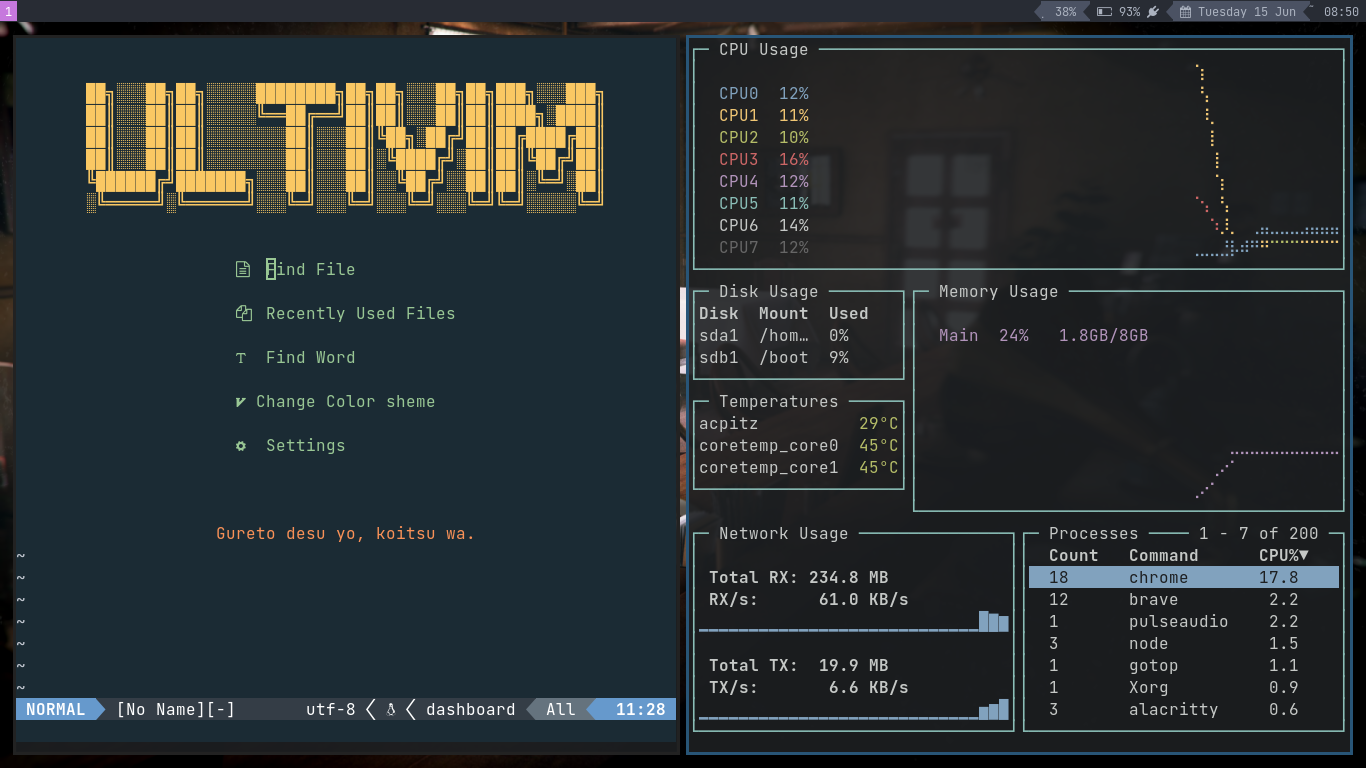 1
38% 93% Tuesday 15 Jun 08:50
ULTIVIM
Find File
Recently Used Files
Find Word
Change Color sheme
Settings
Gureto desu yo, koitsu wa.
~
~
~
~
~
~
~
NORMAL [No Name][-] utf-8 dashboard All 11:28
CPU Usage
CPU0 12%
CPU1 11%
CPU2 10%
CPU3 16%
CPU4 12%
CPU5 11%
CPU6 14%
CPU7 12%
Disk Usage
Disk Mount Used
sda1 /hom… 0%
sdb1 /boot 9%
Memory Usage
Main 24% 1.8GB/8GB
Temperatures
acpitz 29°C
coretemp_core0 45°C
coretemp_core1 45°C
Network Usage
Total RX: 234.8 MB
RX/s: 61.0 KB/s
Total TX: 19.9 MB
TX/s: 6.6 KB/s
Processes 1 - 7 of 200
Count Command CPU%▼
18 chrome 17.8
12 brave 2.2
1 pulseaudio 2.2
3 node 1.5
1 gotop 1.1
1 Xorg 0.9
3 alacritty 0.6